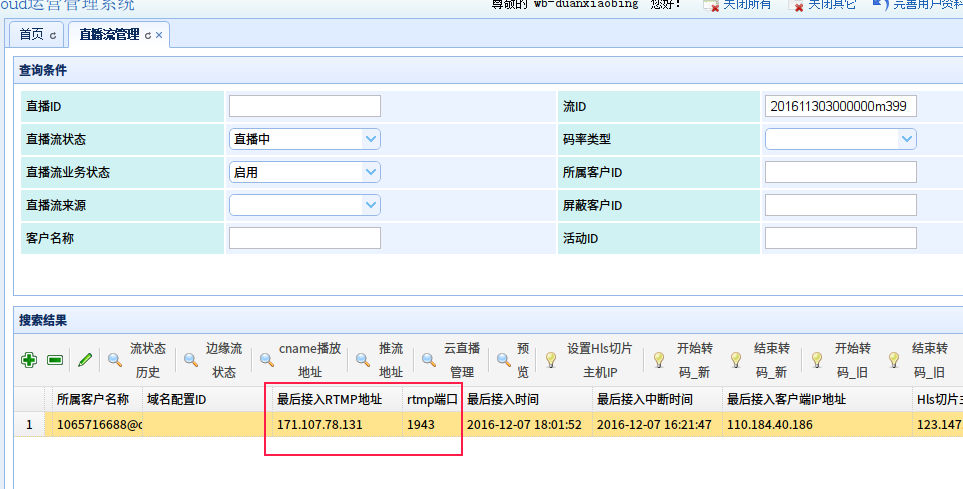 oud运营管理系统 尊敬的 wb-duanxiaobing 您好! 关闭所有 关闭其它 完善用户资料
首页 直播流管理
查询条件
直播ID 流ID 201611303000000m399
直播流状态 直播中 码率类型
直播流业务状态 启用 所属客户ID
直播流来源 屏蔽客户ID
客户名称 活动ID
搜索结果
流状态 边缘流 cname播放 推流 云直播 预 设置Hls切片 开始转 结束转 开始转 结束转
历史 状态 地址 地址 管理 览 主机IP 码_新 码_新 码_旧 码_旧
所属客户名称 域名配置ID 最后接入RTMP地址 rtmp端口 最后接入时间 最后接入中断时间 最后接入客户端IP地址 Hls切片
1 1065716688@ 171.107.78.131 1943 2016-12-07 18:01:52 2016-12-07 16:21:47 110.184.40.186 123.147